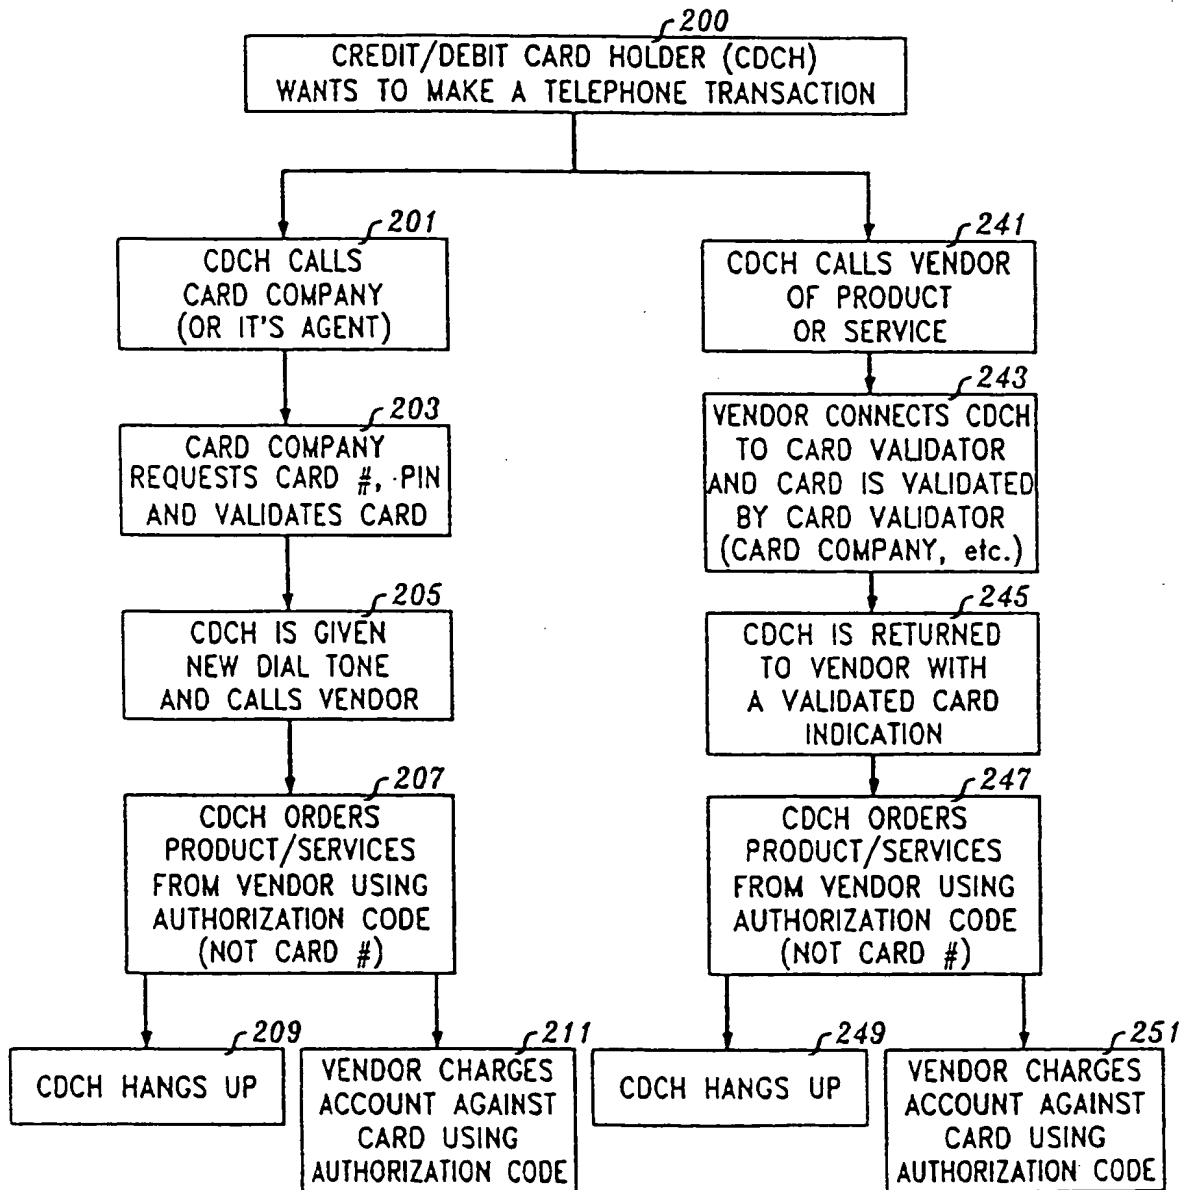 200
CREDIT/DEBIT CARD HOLDER (CDCH)
WANTS TO MAKE A TELEPHONE TRANSACTION
201
CDCH CALLS
CARD COMPANY
(OR IT'S AGENT)
203
CARD COMPANY
REQUESTS CARD #, PIN
AND VALIDATES CARD
205
CDCH IS GIVEN
NEW DIAL TONE
AND CALLS VENDOR
207
CDCH ORDERS
PRODUCT/SERVICES
FROM VENDOR USING
AUTHORIZATION CODE
(NOT CARD #)
209
CDCH HANGS UP
211
VENDOR CHARGES
ACCOUNT AGAINST
CARD USING
AUTHORIZATION CODE
241
CDCH CALLS VENDOR
OF PRODUCT
OR SERVICE
243
VENDOR CONNECTS CDCH
TO CARD VALIDATOR
AND CARD IS VALIDATED
BY CARD VALIDATOR
(CARD COMPANY, etc.)
245
CDCH IS RETURNED
TO VENDOR WITH
A VALIDATED CARD
INDICATION
247
CDCH ORDERS
PRODUCT/SERVICES
FROM VENDOR USING
AUTHORIZATION CODE
(NOT CARD #)
249
CDCH HANGS UP
251
VENDOR CHARGES
ACCOUNT AGAINST
CARD USING
AUTHORIZATION CODE